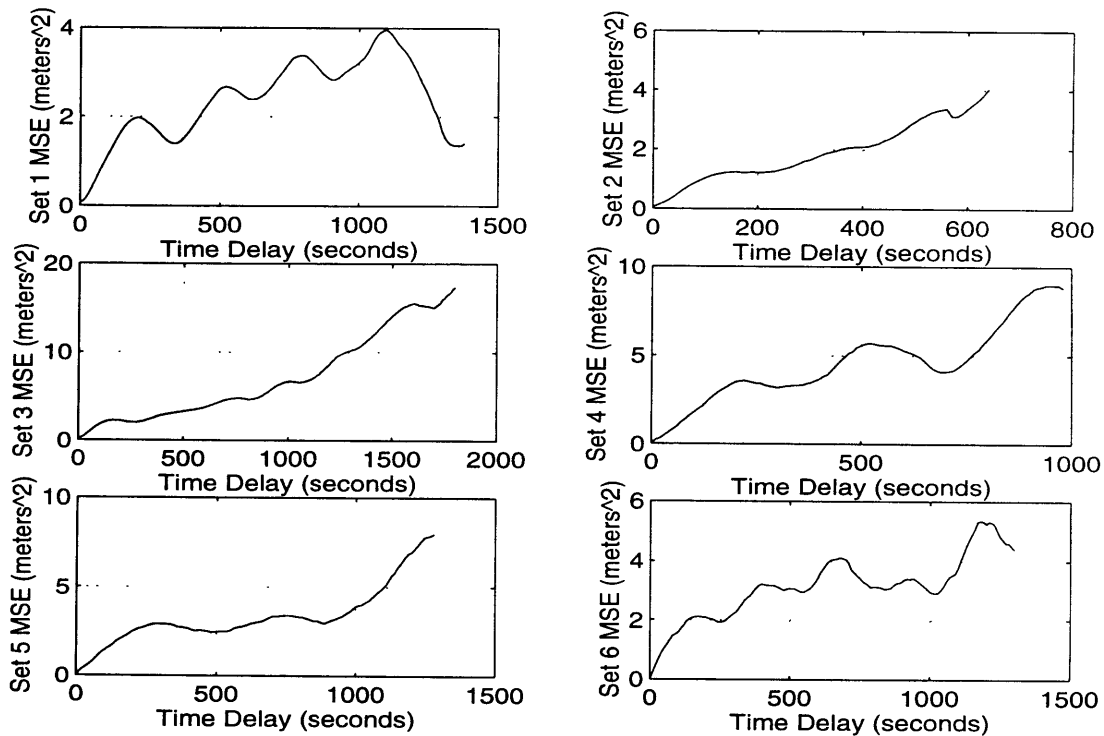 Set 1 MSE (meters^2)
4
2
0
0 500 1000 1500
Time Delay (seconds)
Set 2 MSE (meters^2)
6
4
2
0
0 200 400 600 800
Time Delay (seconds)
Set 3 MSE (meters^2)
20
10
0
0 500 1000 1500 2000
Time Delay (seconds)
Set 4 MSE (meters^2)
10
5
0
0 500 1000
Time Delay (seconds)
Set 5 MSE (meters^2)
10
5
0
0 500 1000 1500
Time Delay (seconds)
Set 6 MSE (meters^2)
6
4
2
0
0 500 1000 1500
Time Delay (seconds)